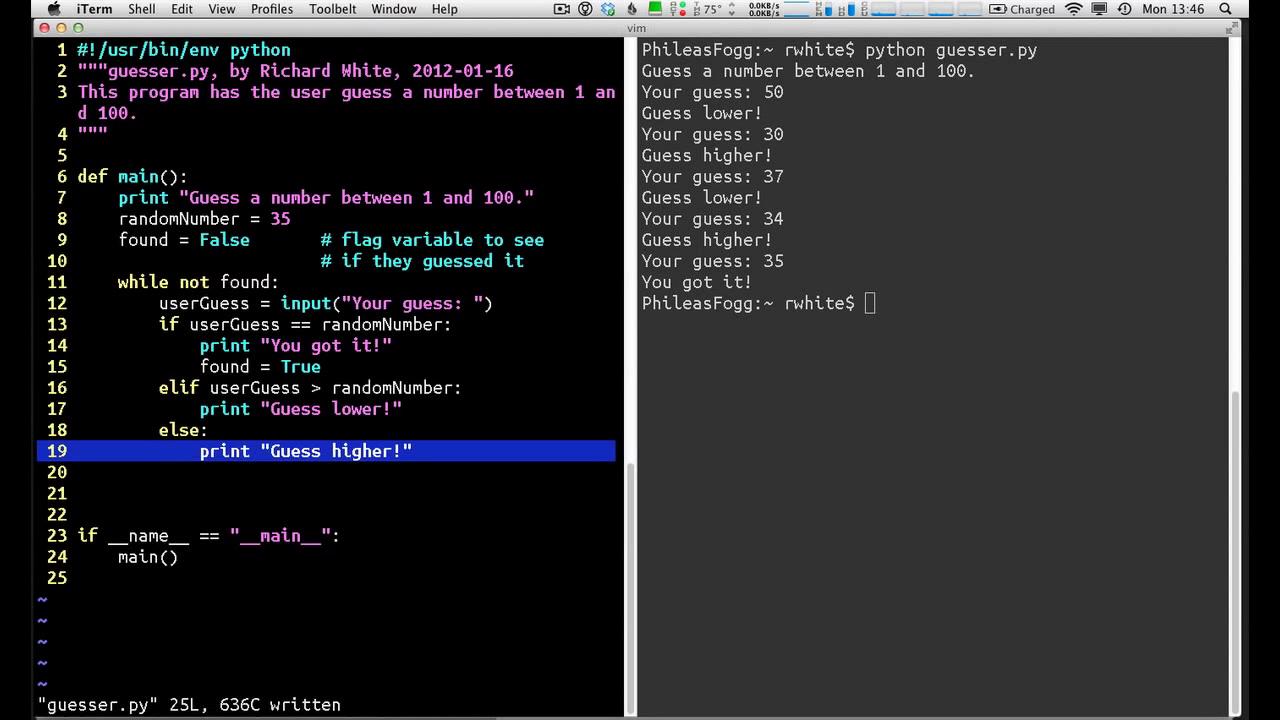 iTerm Shell Edit View Profiles Toolbelt Window Help 75° 0.0KB/s 0.0KB/s Charged Mon 13:46
vim
1 #!/usr/bin/env python
2 """guesser.py, by Richard White, 2012-01-16
3 This program has the user guess a number between 1 an
d 100.
4 """
5
6 def main():
7     print "Guess a number between 1 and 100."
8     randomNumber = 35
9     found = False       # flag variable to see
10                         # if they guessed it
11     while not found:
12         userGuess = input("Your guess: ")
13         if userGuess == randomNumber:
14             print "You got it!"
15             found = True
16         elif userGuess > randomNumber:
17             print "Guess lower!"
18         else:
19             print "Guess higher!"
20
21
22
23 if __name__ == "__main__":
24     main()
25
~
~
~
~
~
"guesser.py" 25L, 636C written
PhileasFogg:~ rwhite$ python guesser.py
Guess a number between 1 and 100.
Your guess: 50
Guess lower!
Your guess: 30
Guess higher!
Your guess: 37
Guess lower!
Your guess: 34
Guess higher!
Your guess: 35
You got it!
PhileasFogg:~ rwhite$